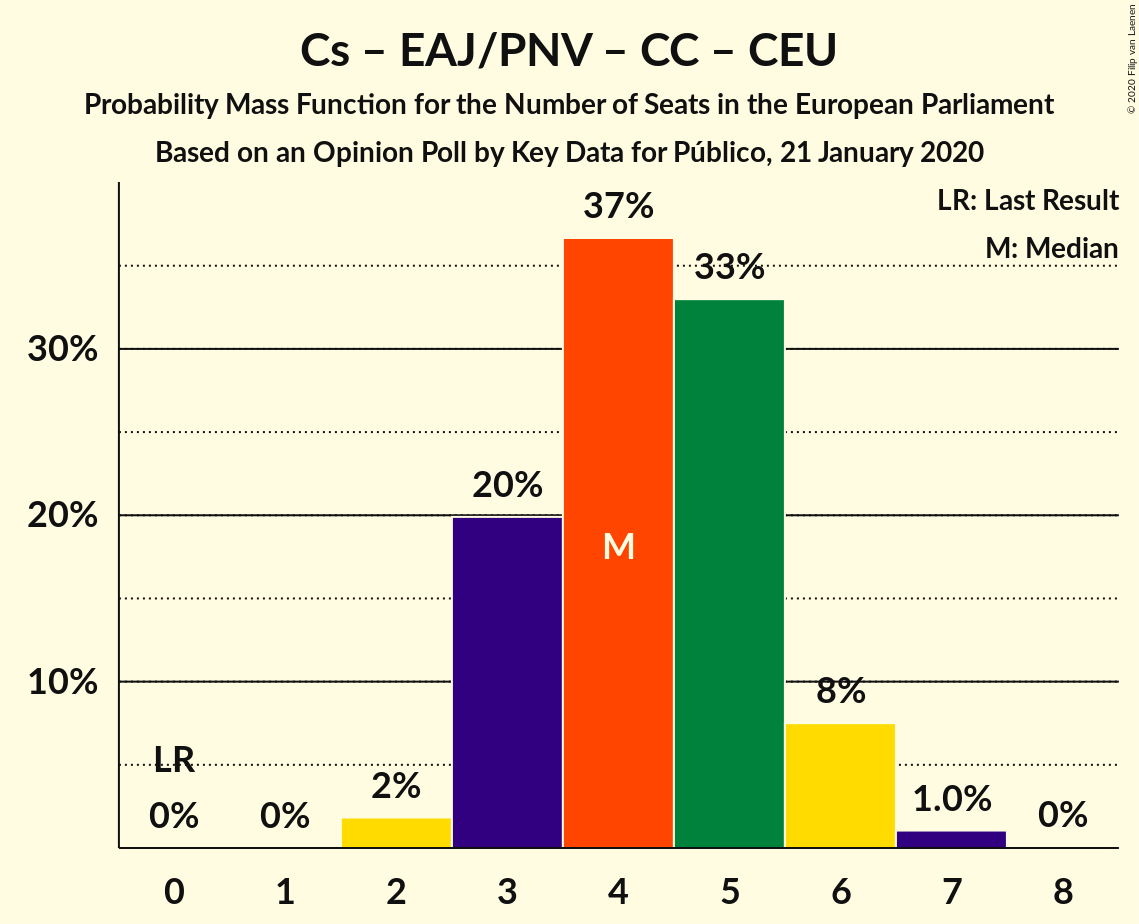 Cs – EAJ/PNV – CC – CEU
Probability Mass Function for the Number of Seats in the European Parliament
Based on an Opinion Poll by Key Data for Público, 21 January 2020
© 2020 Filip van Laenen
LR: Last Result
M: Median
37%
33%
30%
20%
20%
M
10%
8%
LR
2%
1.0%
0%
0%
0%
0 1 2 3 4 5 6 7 8